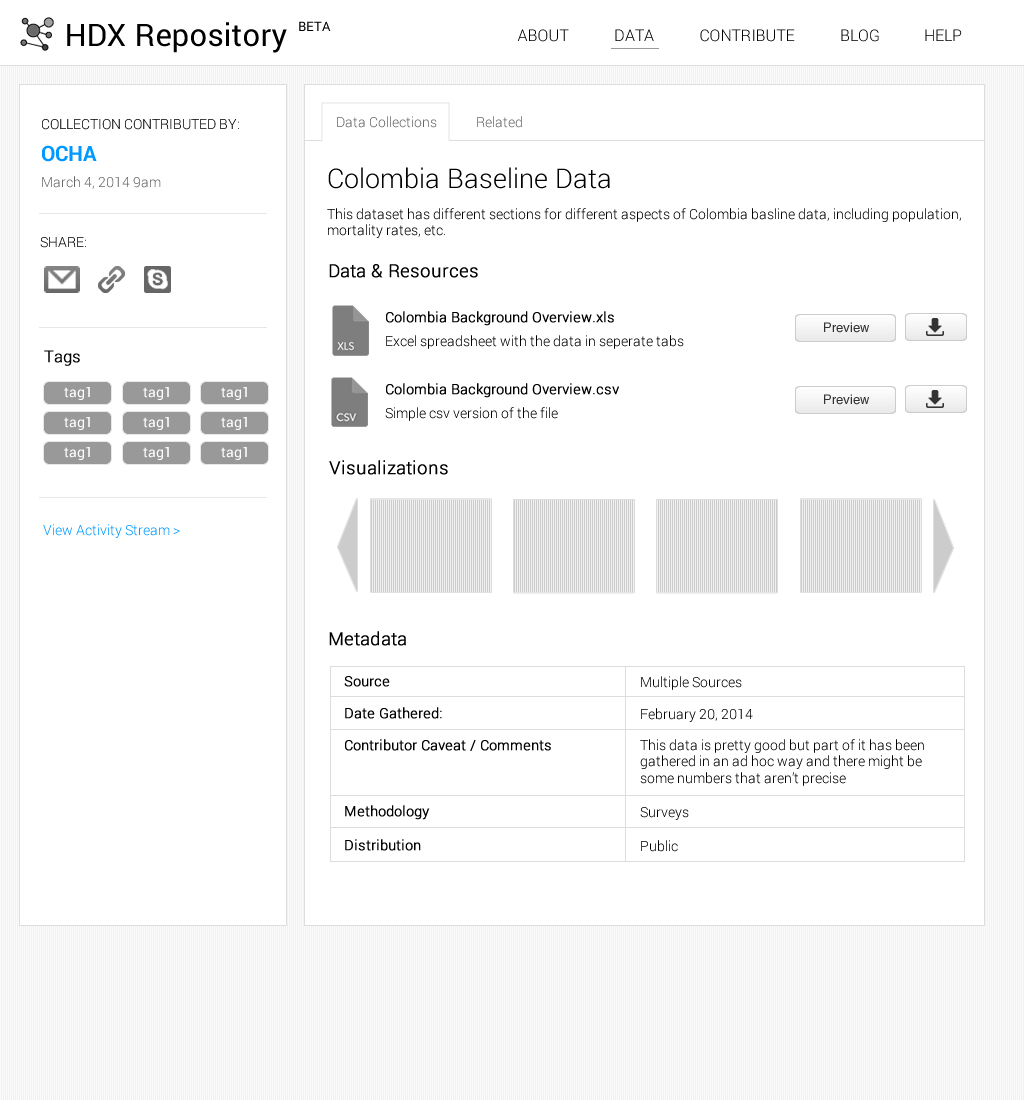 HDX Repository BETA
ABOUT DATA CONTRIBUTE BLOG HELP
COLLECTION CONTRIBUTED BY:
OCHA
March 4, 2014 9am
SHARE:
Tags
tag1 tag1 tag1
tag1 tag1 tag1
tag1 tag1 tag1
View Activity Stream >
Data Collections Related
Colombia Baseline Data
This dataset has different sections for different aspects of Colombia basline data, including population,
mortality rates, etc.
Data & Resources
XLS
Colombia Background Overview.xls
Excel spreadsheet with the data in seperate tabs
Preview
CSV
Colombia Background Overview.csv
Simple csv version of the file
Preview
Visualizations
Metadata
Source Multiple Sources
Date Gathered: February 20, 2014
Contributor Caveat / Comments This data is pretty good but part of it has been
gathered in an ad hoc way and there might be
some numbers that aren't precise
Methodology Surveys
Distribution Public